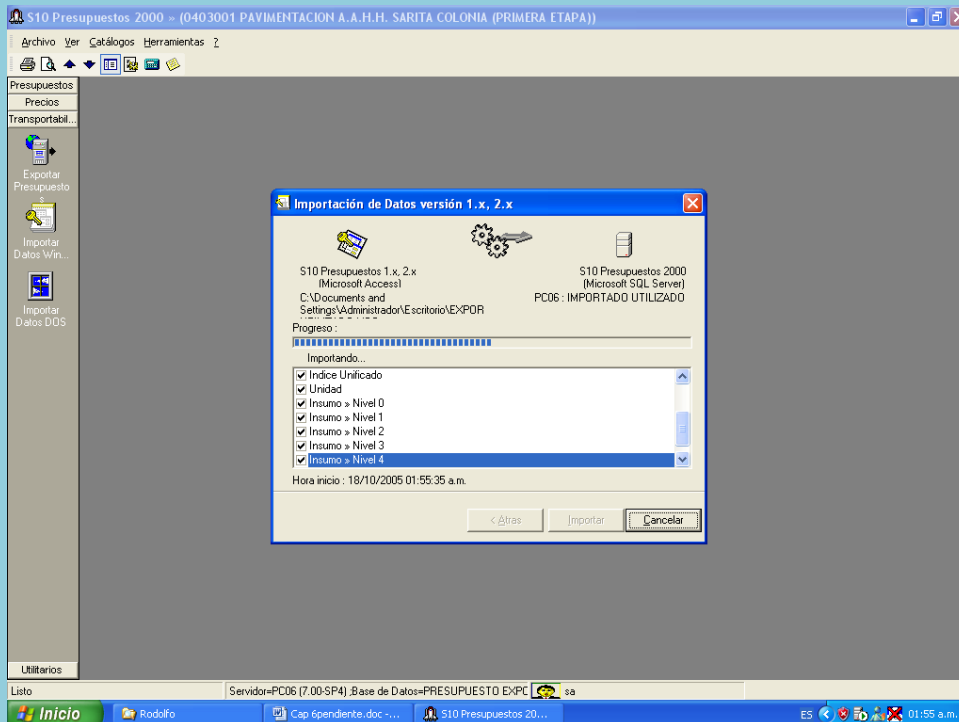 S10 Presupuestos 2000 » (0403001 PAVIMENTACION A.A.H.H. SARITA COLONIA (PRIMERA ETAPA))
Archivo Ver Catálogos Herramientas ?
Presupuestos
Precios
Transportabil...
Exportar
Presupuesto
s
Importar
Datos Win...
Importar
Datos DOS
Utilitarios
Importación de Datos versión 1.x, 2.x
S10 Presupuestos 1.x, 2.x
(Microsoft Access)
C:\Documents and
Settings\Administrador\Escritorio\EXPOR
S10 Presupuestos 2000
(Microsoft SQL Server)
PC06 : IMPORTADO UTILIZADO
Progreso :
Importando...
Indice Unificado
Unidad
Insumo » Nivel 0
Insumo » Nivel 1
Insumo » Nivel 2
Insumo » Nivel 3
Insumo » Nivel 4
Hora inicio : 18/10/2005 01:55:35 a.m.
< Atras Importar Cancelar
Listo Servidor=PC06 (7.00-SP4) ;Base de Datos=PRESUPUESTO EXPC sa
Inicio Rodolfo Cap 6pendiente.doc -... S10 Presupuestos 20... ES 01:55 a.m.